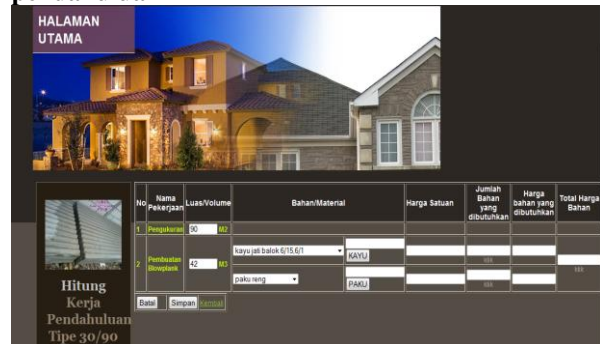 HALAMAN
UTAMA
No
Nama
Pekerjaan
Luas/Volume
Bahan/Material
Harga Satuan
Jumlah
Bahan
yang
dibutuhkan
Harga
bahan yang
dibutuhkan
Total Harga
Bahan
1 Pengukuran 90 M2
2 Pembuatan
Blowplank
42 M3
kayu jati balok 6/15,6/1 KAYU
paku reng PAKU
Batal Simpan Kembali
Hitung
Kerja
Pendahuluan
Tipe 30/90